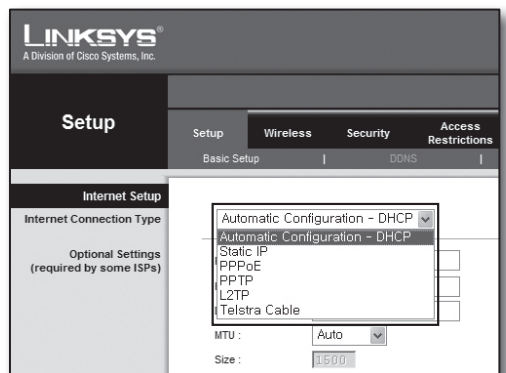 LINKSYS®
A Division of Cisco Systems, Inc.
Setup
Setup Wireless Security Access Restrictions
Basic Setup | DDNS |
Internet Setup
Internet Connection Type
Automatic Configuration - DHCP
Automatic Configuration - DHCP
Static IP
PPPoE
PPTP
L2TP
Telstra Cable
Optional Settings
(required by some ISPs)
MTU : Auto
Size : 1500